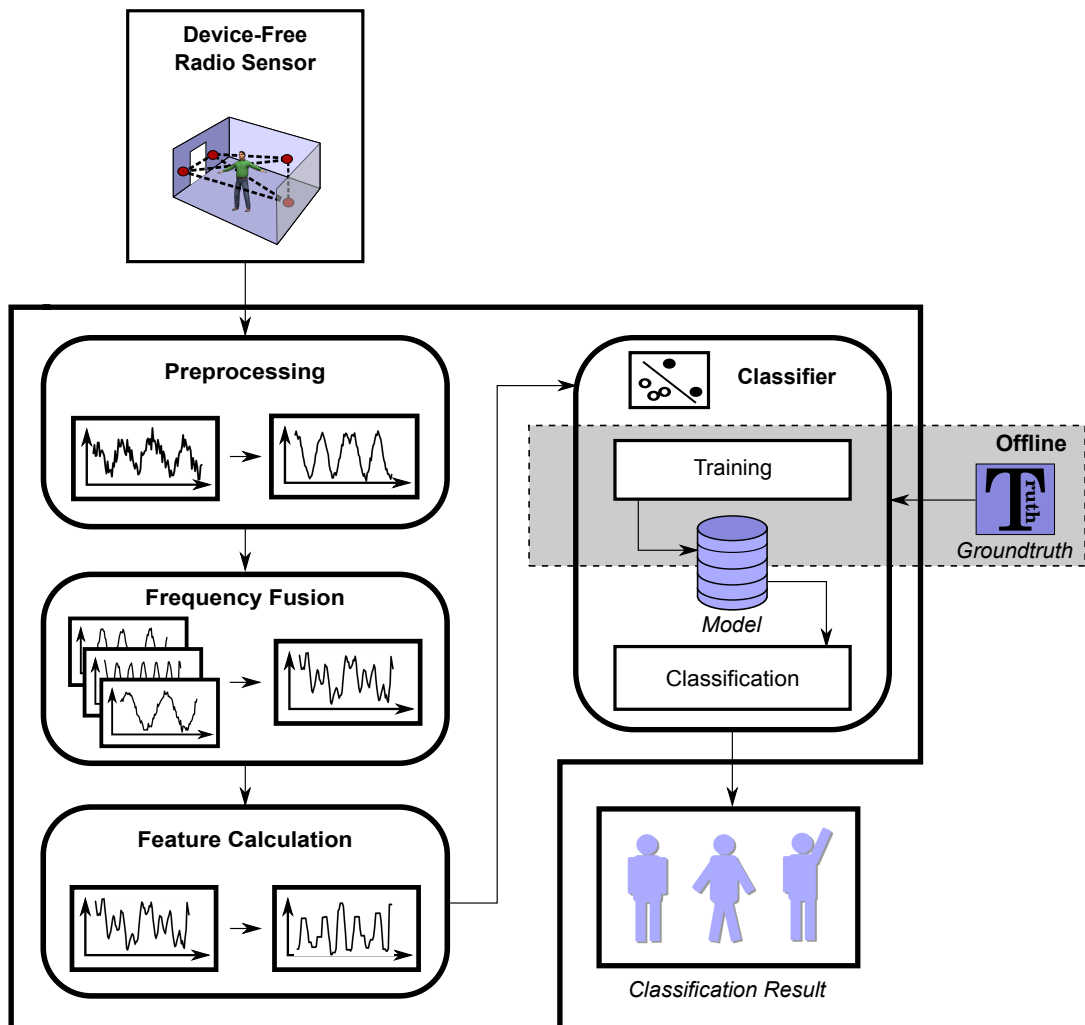 Device-Free
Radio Sensor
Preprocessing
Frequency Fusion
Feature Calculation
Classifier
Offline
Training
Truth
Groundtruth
Model
Classification
Classification Result